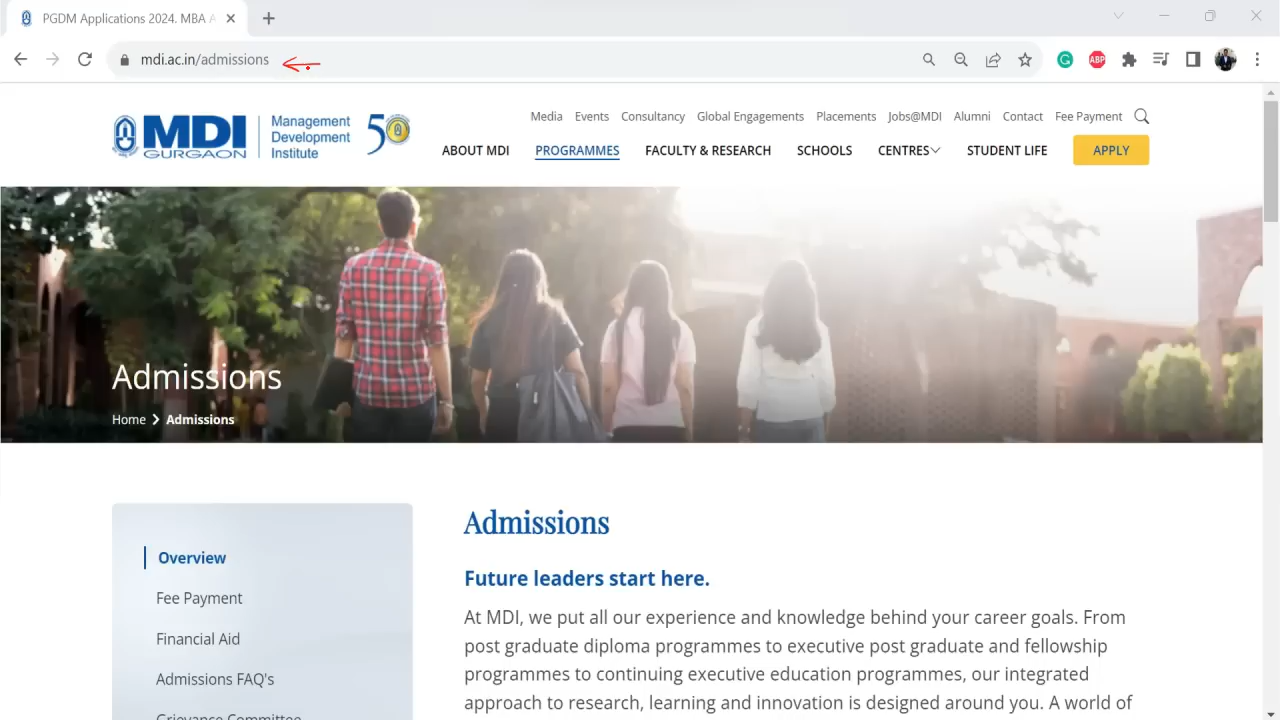 PGDM Applications 2024. MBA A
mdi.ac.in/admissions
ABP
MDI
GURGAON
Management
Development
Institute
50
Media Events Consultancy Global Engagements Placements Jobs@MDI Alumni Contact Fee Payment
ABOUT MDI PROGRAMMES FACULTY & RESEARCH SCHOOLS CENTRES STUDENT LIFE APPLY
Admissions
Home Admissions
Overview
Fee Payment
Financial Aid
Admissions FAQ's
Grievance Committee
Admissions
Future leaders start here.
At MDI, we put all our experience and knowledge behind your career goals. From
post graduate diploma programmes to executive post graduate and fellowship
programmes to continuing executive education programmes, our integrated
approach to research, learning and innovation is designed around you. A world of